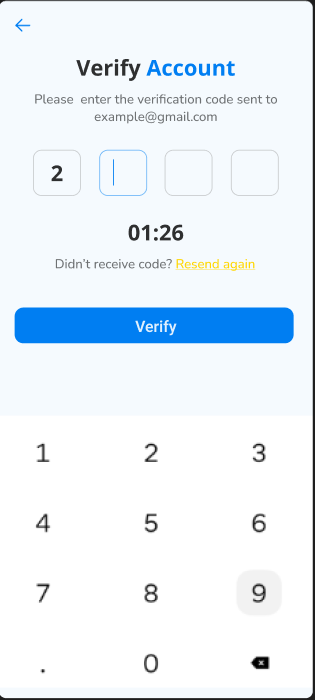 Verify Account
Please  enter the verification code sent to
example@gmail.com
2
01:26
Didn't receive code? Resend again
Verify
1 2 3
4 5 6
7 8 9
. 0